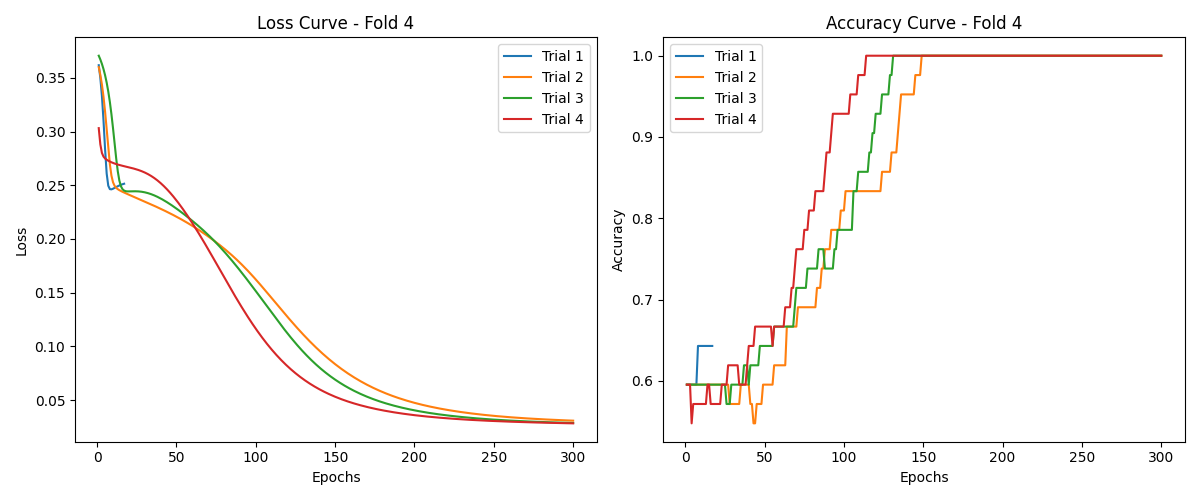 Loss Curve - Fold 4
Loss
0.35
0.30
0.25
0.20
0.15
0.10
0.05
0
50
100
150
200
250
300
Epochs
Trial 1
Trial 2
Trial 3
Trial 4
Accuracy Curve - Fold 4
Accuracy
1.0
0.9
0.8
0.7
0.6
0
50
100
150
200
250
300
Epochs
Trial 1
Trial 2
Trial 3
Trial 4